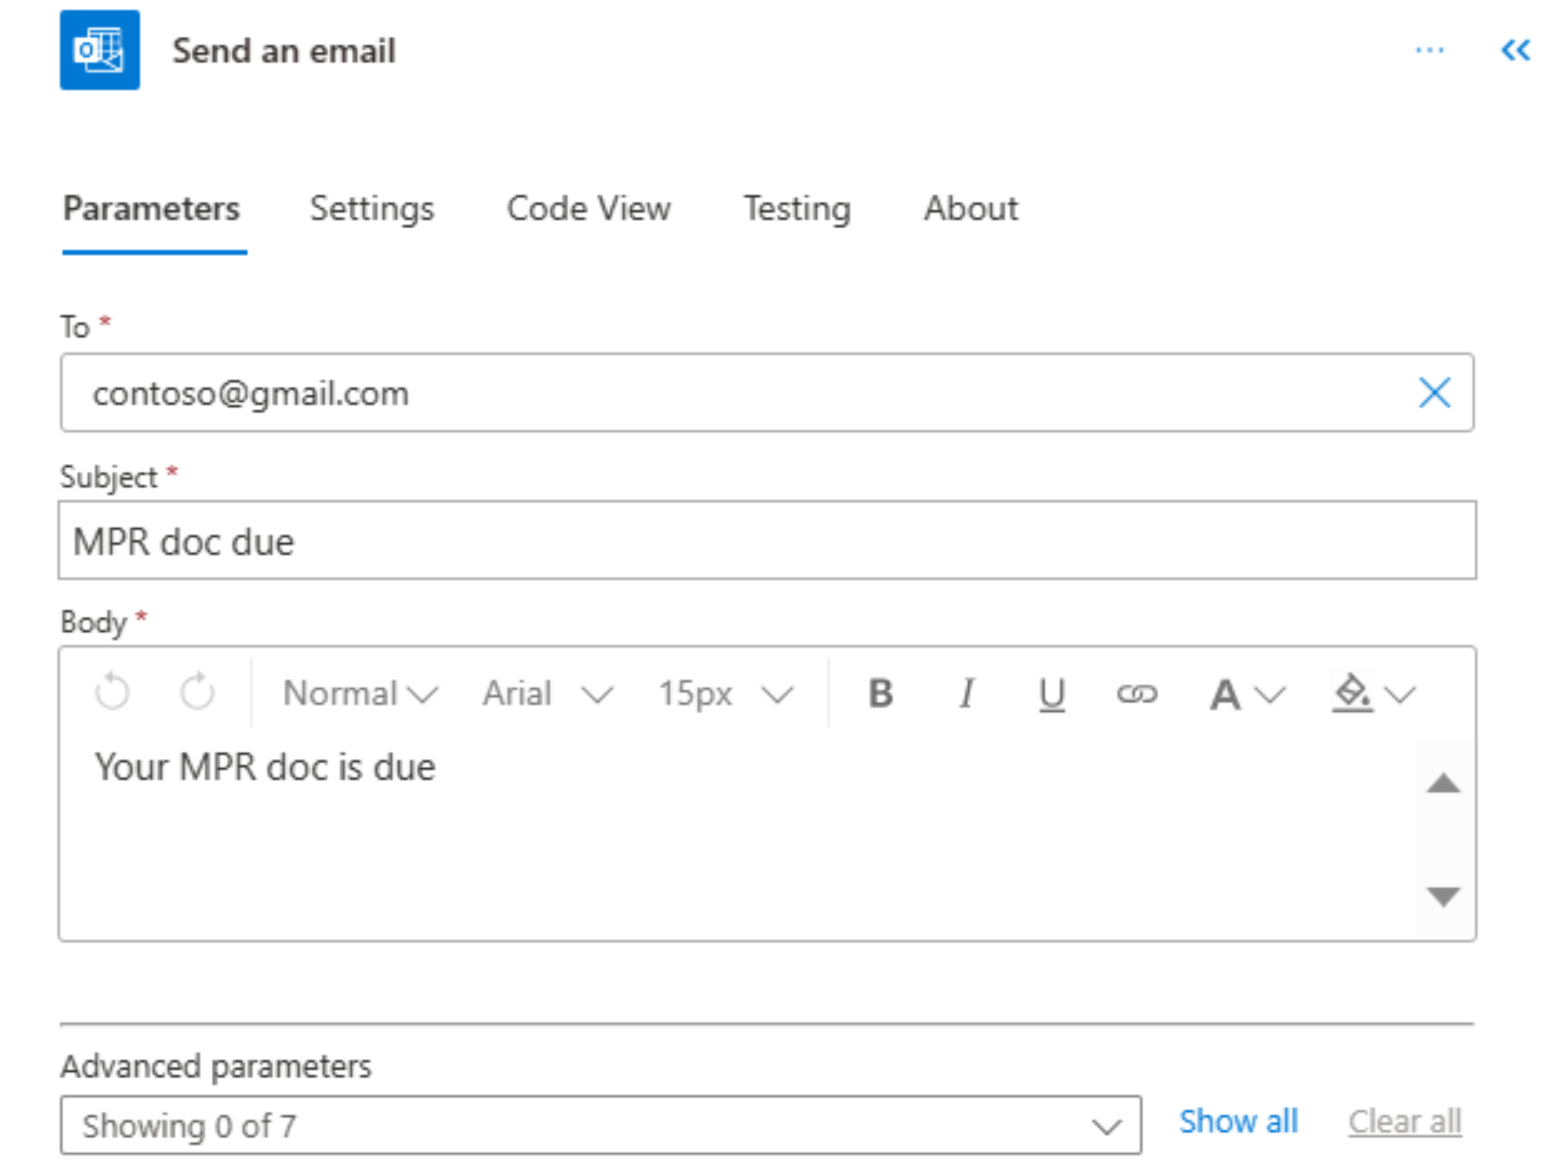 Send an email
Parameters Settings Code View Testing About
To *
contoso@gmail.com
Subject *
MPR doc due
Body *
Normal Arial 15px B I U A
Your MPR doc is due
Advanced parameters
Showing 0 of 7 Show all Clear all